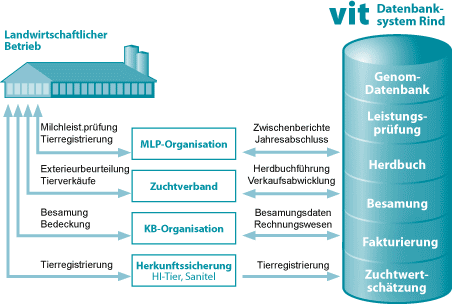 vit Datenbank-
system Rind
Landwirtschaftlicher
Betrieb
Milchleist.prüfung
Tierregistrierung
MLP-Organisation
Zwischenberichte
Jahresabschluss
Exterieurbeurteilung
Tierverkäufe
Zuchtverband
Herdbuchführung
Verkaufsabwicklung
Besamung
Bedeckung
KB-Organisation
Besamungsdaten
Rechnungswesen
Tierregistrierung
Herkunftssicherung
HI-Tier, Sanitel
Tierregistrierung
Genom-
Datenbank
Leistungs-
prüfung
Herdbuch
Besamung
Fakturierung
Zuchtwert-
schätzung